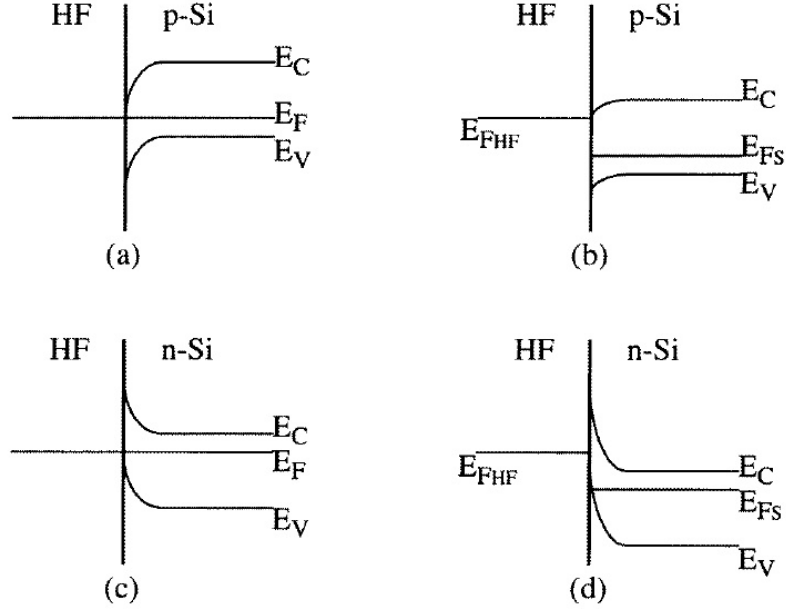 HF p-Si
E_C
E_F
E_V
(a)
HF p-Si
E_C
E_FHF
E_Fs
E_V
(b)
HF n-Si
E_C
E_F
E_V
(c)
HF n-Si
E_FHF
E_C
E_Fs
E_V
(d)